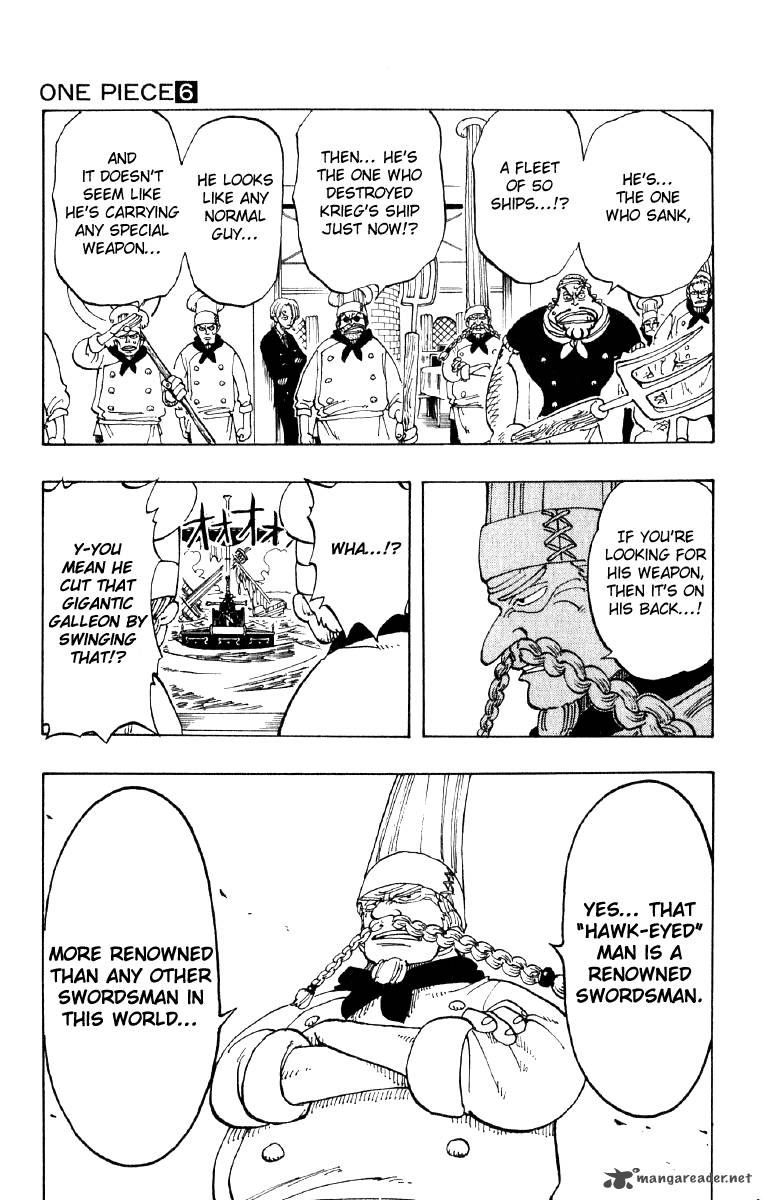 ONE PIECE 6
HE'S...
THE ONE
WHO SANK,
A FLEET
OF 50
SHIPS...!?
THEN... HE'S
THE ONE WHO
DESTROYED
KRIEG'S SHIP
JUST NOW!?
HE LOOKS
LIKE ANY
NORMAL
GUY...
AND
IT DOESN'T
SEEM LIKE
HE'S CARRYING
ANY SPECIAL
WEAPON...
IF YOU'RE
LOOKING FOR
HIS WEAPON,
THEN IT'S ON
HIS BACK...!
WHA...!?
オオオオ
Y-YOU
MEAN HE
CUT THAT
GIGANTIC
GALLEON BY
SWINGING
THAT!?
YES... THAT
"HAWK-EYED"
MAN IS A
RENOWNED
SWORDSMAN.
MORE RENOWNED
THAN ANY OTHER
SWORDSMAN IN
THIS WORLD...
mangareader.net